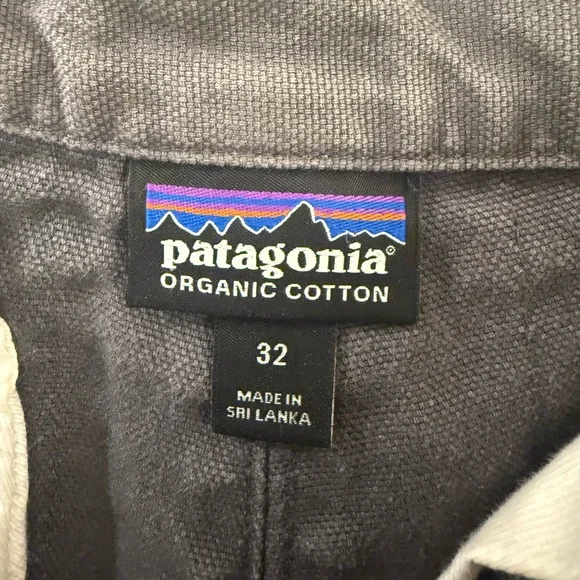 patagonia®
ORGANIC COTTON
32
MADE IN
SRI LANKA